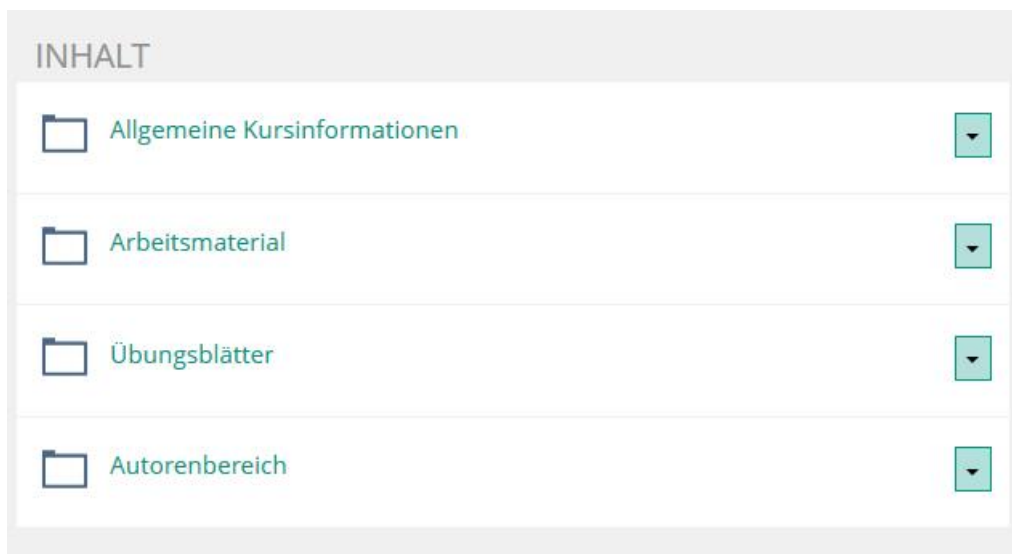 INHALT
Allgemeine Kursinformationen
Arbeitsmaterial
Übungsblätter
Autorenbereich